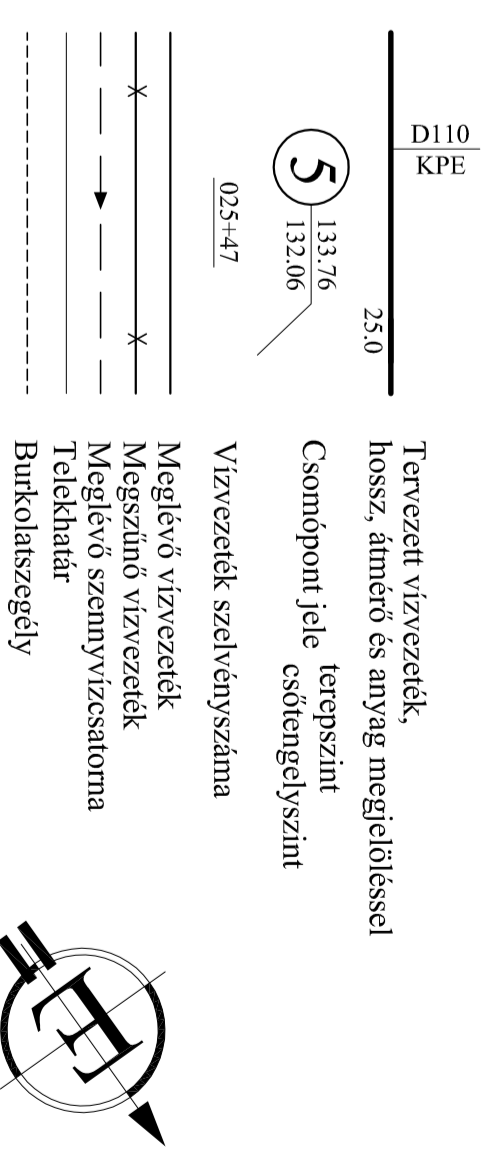 D110
KPE
25.0
Tervezett vízvezeték,
hossz, átmérő és anyag megjelöléssel
5
133.76
132.06
Csomópont jele
terepszint
csőtengelyszint
025+47
Vízvezeték szelvényszáma
Meglévő vízvezeték
Megszűnő vízvezeték
Meglévő szennyvízcsatorna
Telekhatár
Burkolatszegély
É